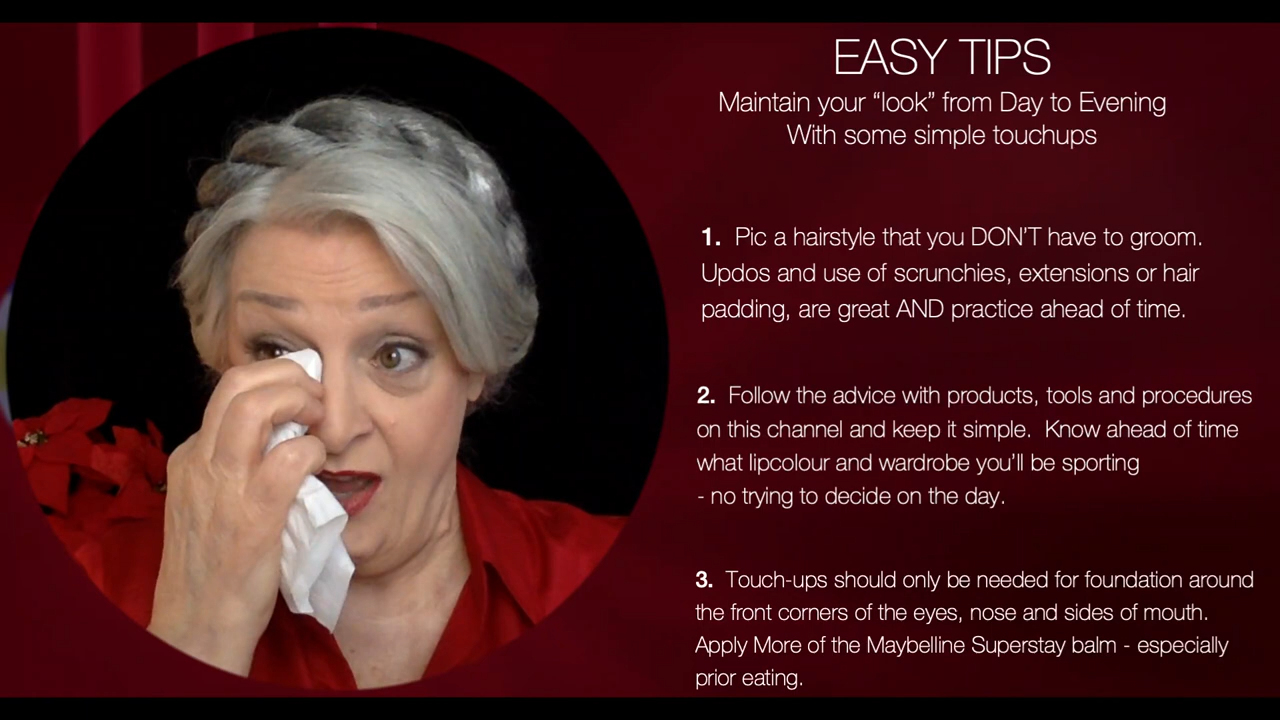 EASY TIPS
Maintain your “look” from Day to Evening
With some simple touchups
1. Pic a hairstyle that you DON’T have to groom.
Updos and use of scrunchies, extensions or hair
padding, are great AND practice ahead of time.
2. Follow the advice with products, tools and procedures
on this channel and keep it simple. Know ahead of time
what lipcolour and wardrobe you’ll be sporting
- no trying to decide on the day.
3. Touch-ups should only be needed for foundation around
the front corners of the eyes, nose and sides of mouth.
Apply More of the Maybelline Superstay balm - especially
prior eating.